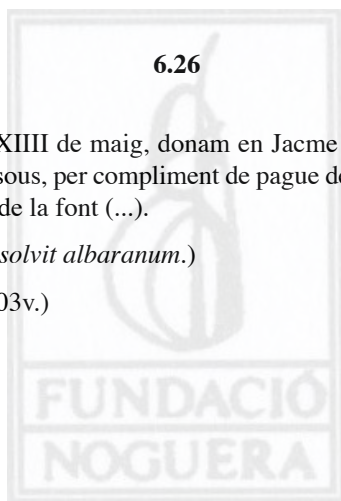 6.26
XIIII de maig, donam en Jacme
sous, per compliment de pague
de la font (...).
solvit albaranum.)
03v.)
FUNDACIÓ
NOGUERA